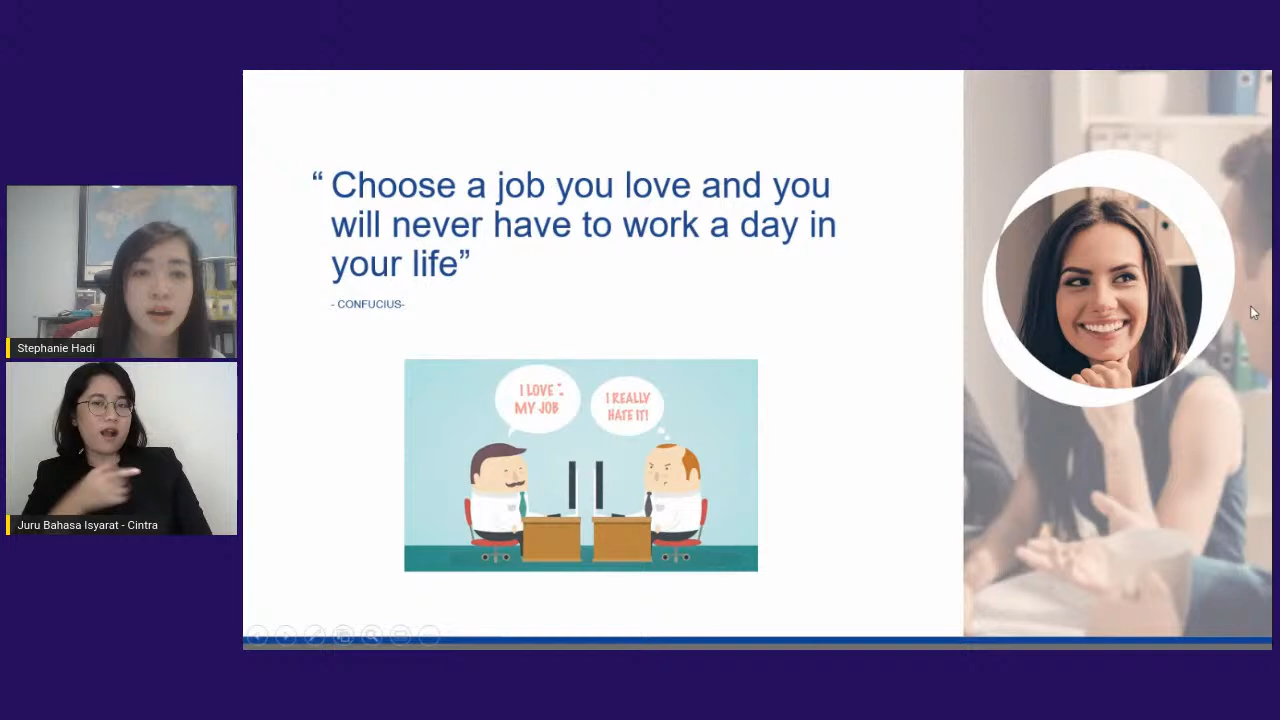 “ Choose a job you love and you
will never have to work a day in
your life”
- CONFUCIUS-
I LOVE
MY JOB
I REALLY
HATE IT!
Stephanie Hadi
Juru Bahasa Isyarat - Cintra